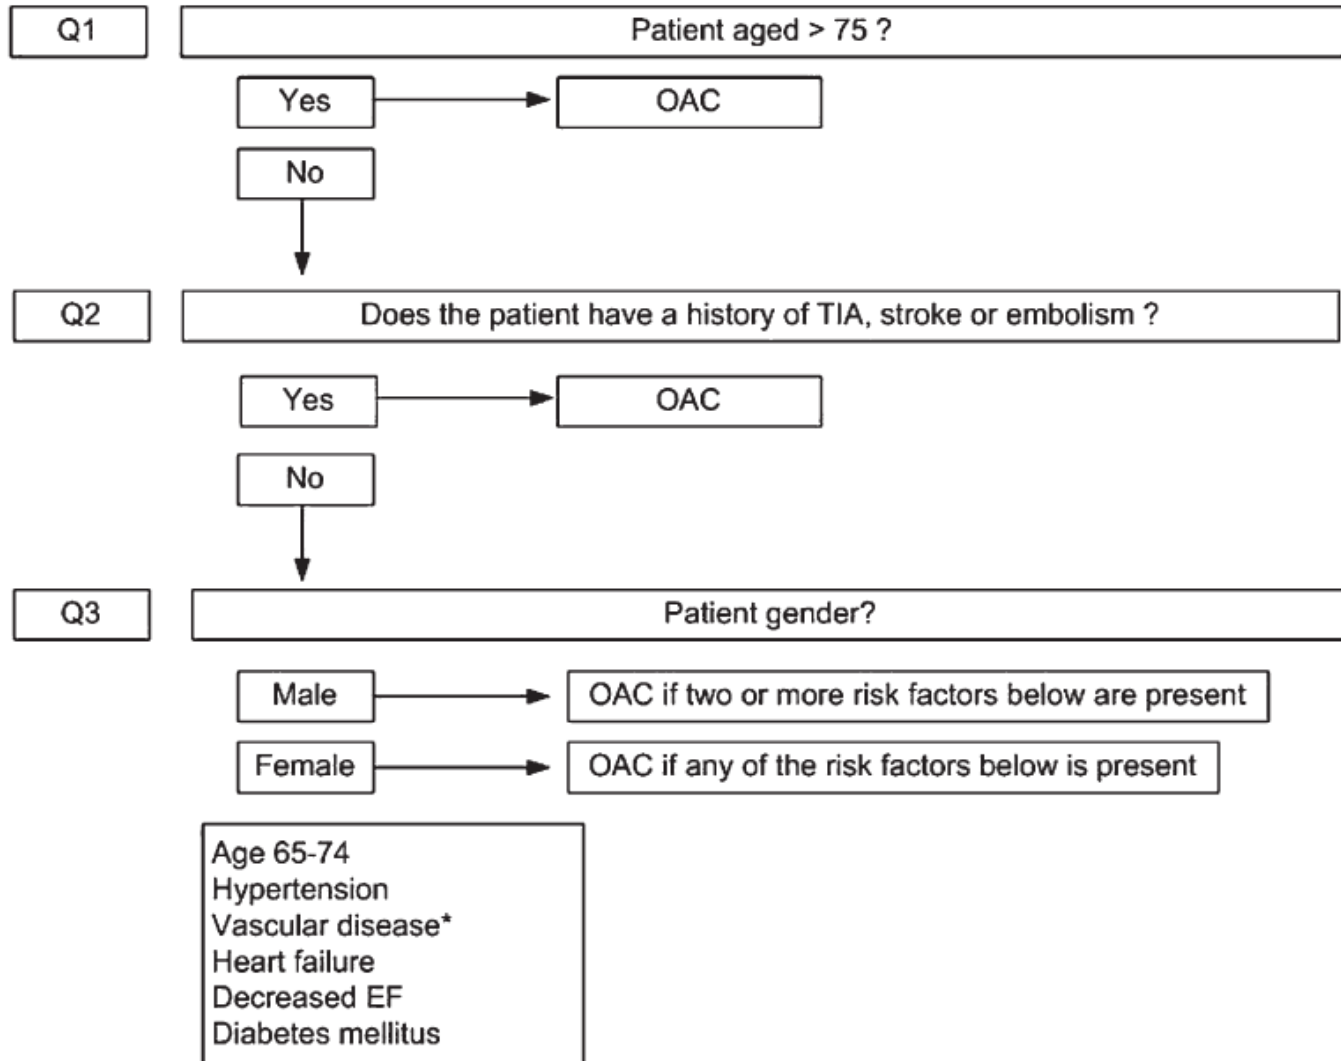 Q1
Patient aged > 75 ?
Yes
OAC
No
Q2
Does the patient have a history of TIA, stroke or embolism ?
Yes
OAC
No
Q3
Patient gender?
Male
OAC if two or more risk factors below are present
Female
OAC if any of the risk factors below is present
Age 65-74
Hypertension
Vascular disease*
Heart failure
Decreased EF
Diabetes mellitus